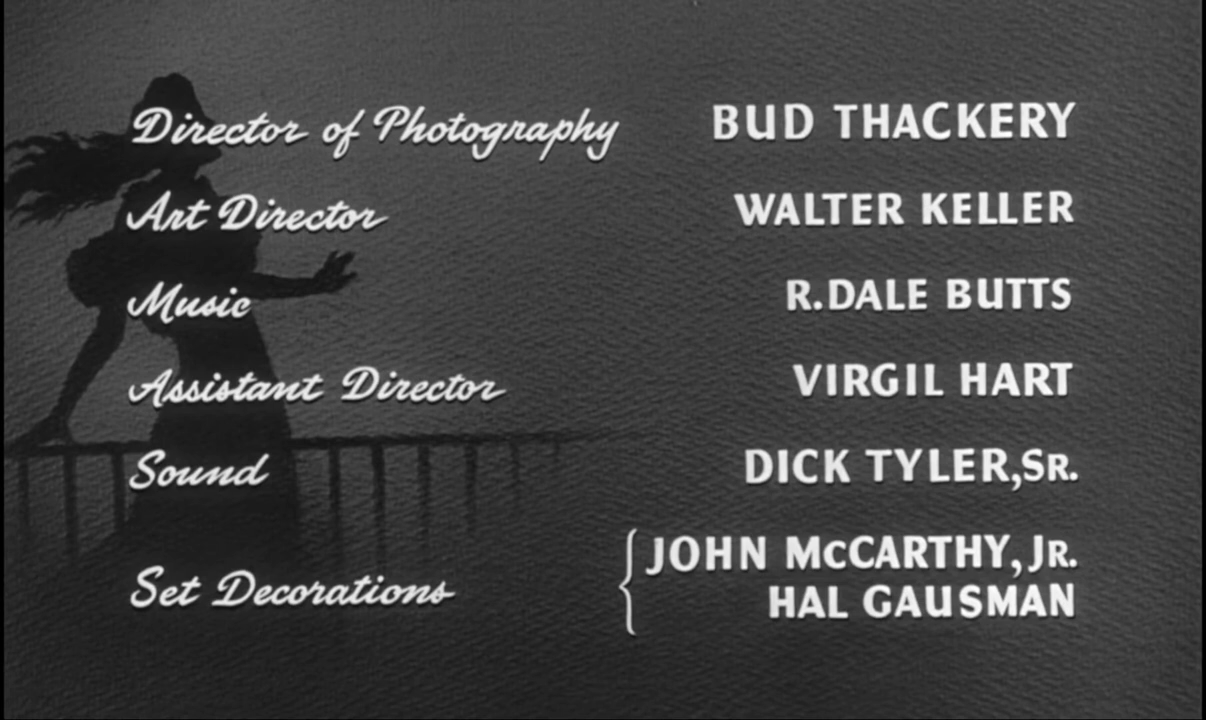 Director of Photography BUD THACKERY
Art Director WALTER KELLER
Music R. DALE BUTTS
Assistant Director VIRGIL HART
Sound DICK TYLER, SR.
Set Decorations { JOHN McCARTHY, JR.
HAL GAUSMAN